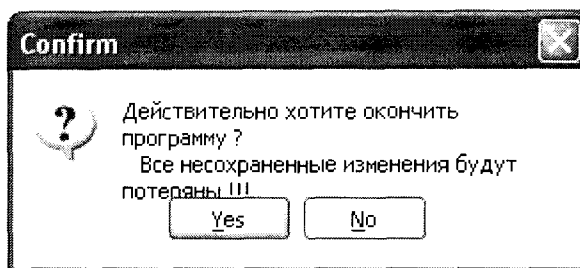 Confirm
?
Действительно хотите окончить
программу ?
Все несохраненные изменения будут
потеряны !!!
Yes
No